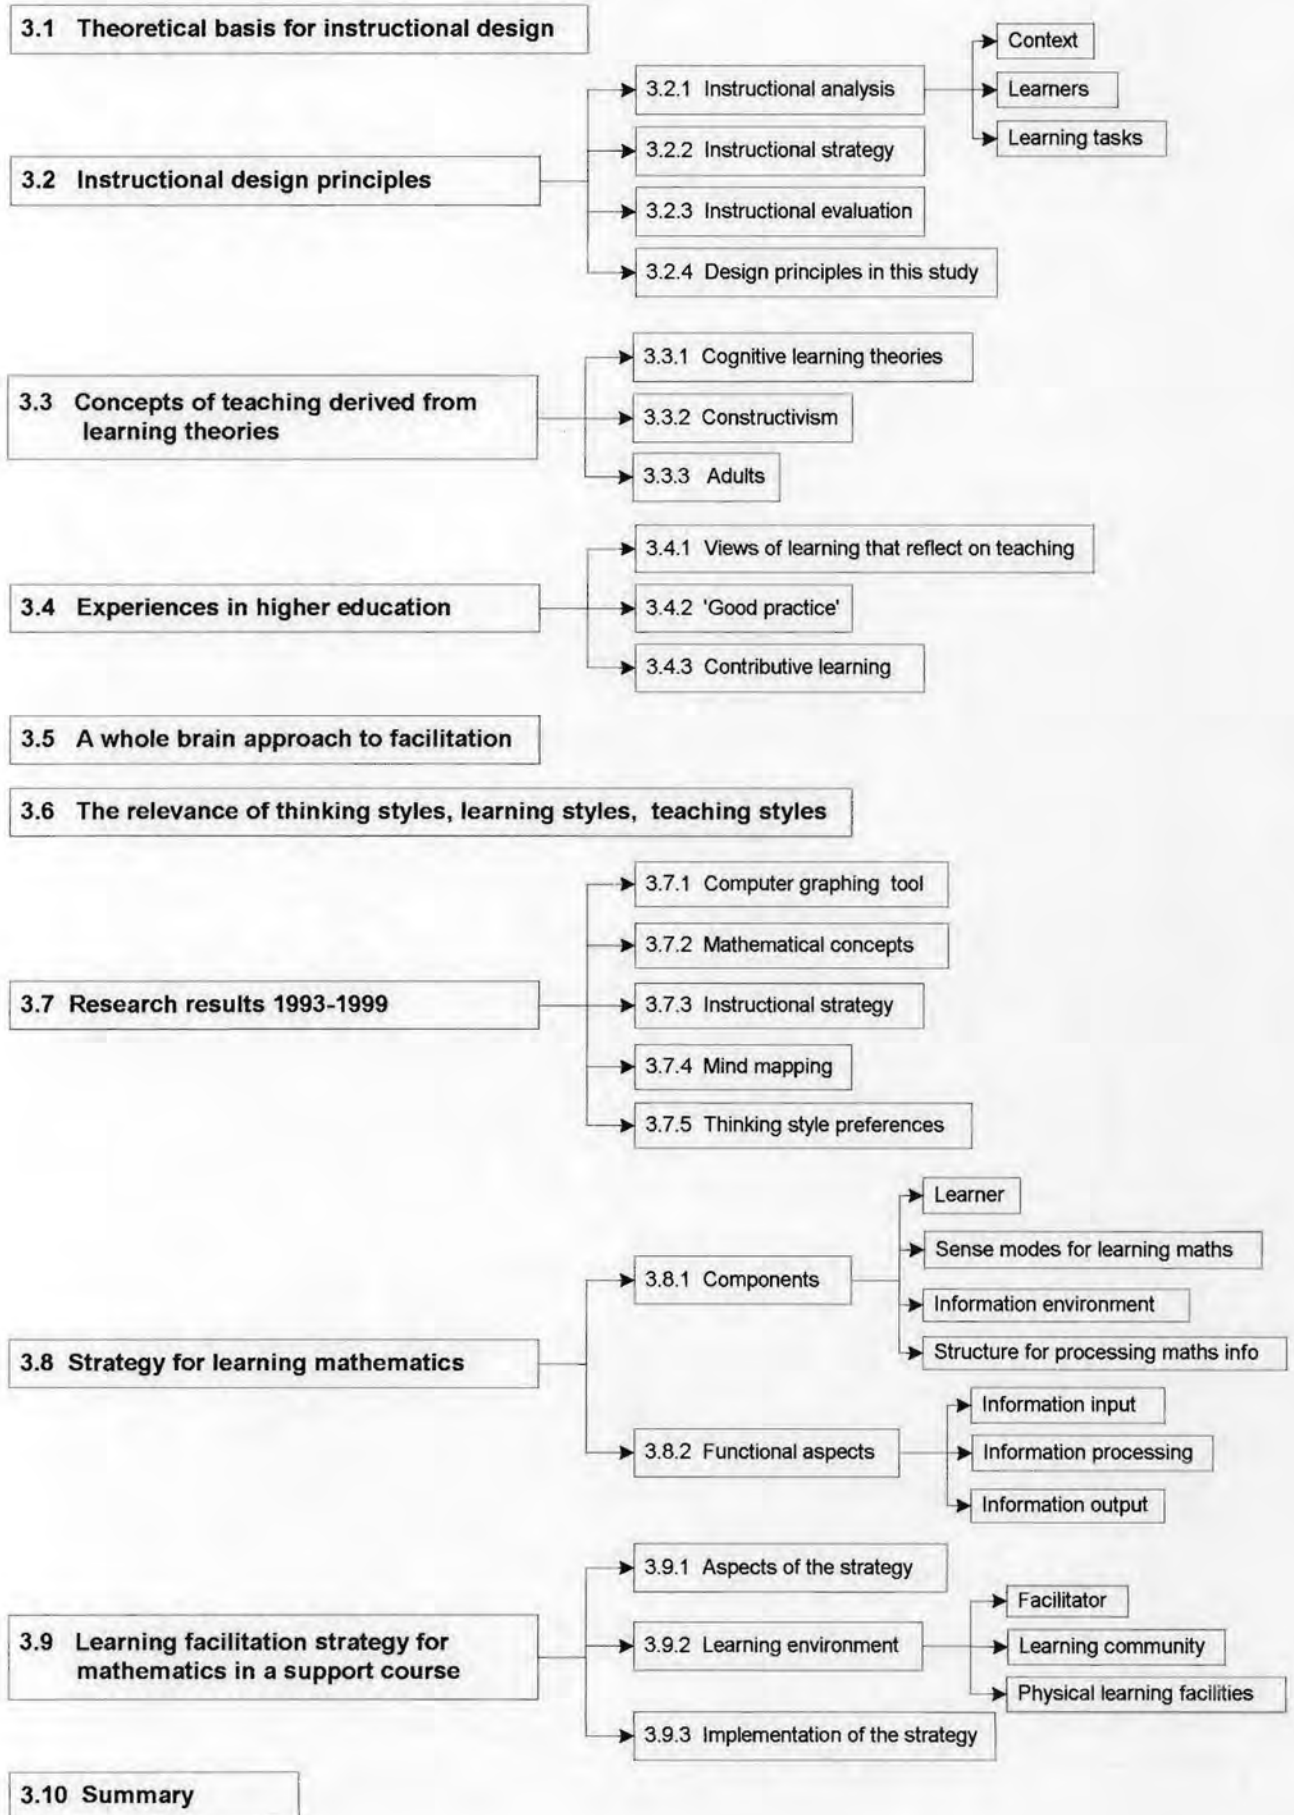 3.1 Theoretical basis for instructional design
3.2 Instructional design principles
3.2.1 Instructional analysis
Context
Learners
Learning tasks
3.2.2 Instructional strategy
3.2.3 Instructional evaluation
3.2.4 Design principles in this study
3.3 Concepts of teaching derived from
learning theories
3.3.1 Cognitive learning theories
3.3.2 Constructivism
3.3.3 Adults
3.4 Experiences in higher education
3.4.1 Views of learning that reflect on teaching
3.4.2 'Good practice'
3.4.3 Contributive learning
3.5 A whole brain approach to facilitation
3.6 The relevance of thinking styles, learning styles, teaching styles
3.7 Research results 1993-1999
3.7.1 Computer graphing tool
3.7.2 Mathematical concepts
3.7.3 Instructional strategy
3.7.4 Mind mapping
3.7.5 Thinking style preferences
3.8 Strategy for learning mathematics
3.8.1 Components
Learner
Sense modes for learning maths
Information environment
Structure for processing maths info
3.8.2 Functional aspects
Information input
Information processing
Information output
3.9 Learning facilitation strategy for
mathematics in a support course
3.9.1 Aspects of the strategy
3.9.2 Learning environment
Facilitator
Learning community
Physical learning facilities
3.9.3 Implementation of the strategy
3.10 Summary